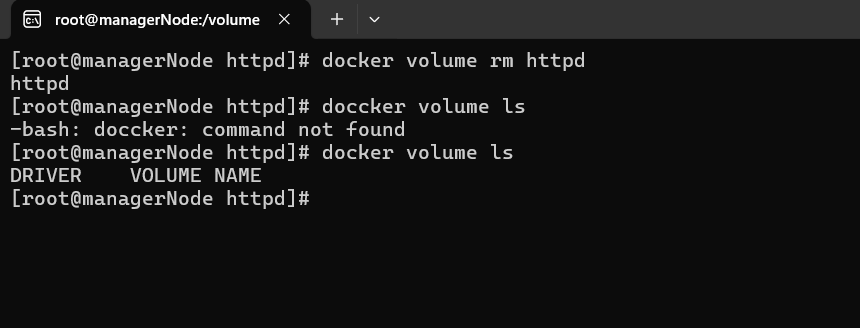 root@managerNode:/volume
[root@managerNode httpd]# docker volume rm httpd
httpd
[root@managerNode httpd]# doccker volume ls
-bash: doccker: command not found
[root@managerNode httpd]# docker volume ls
DRIVER    VOLUME NAME
[root@managerNode httpd]#